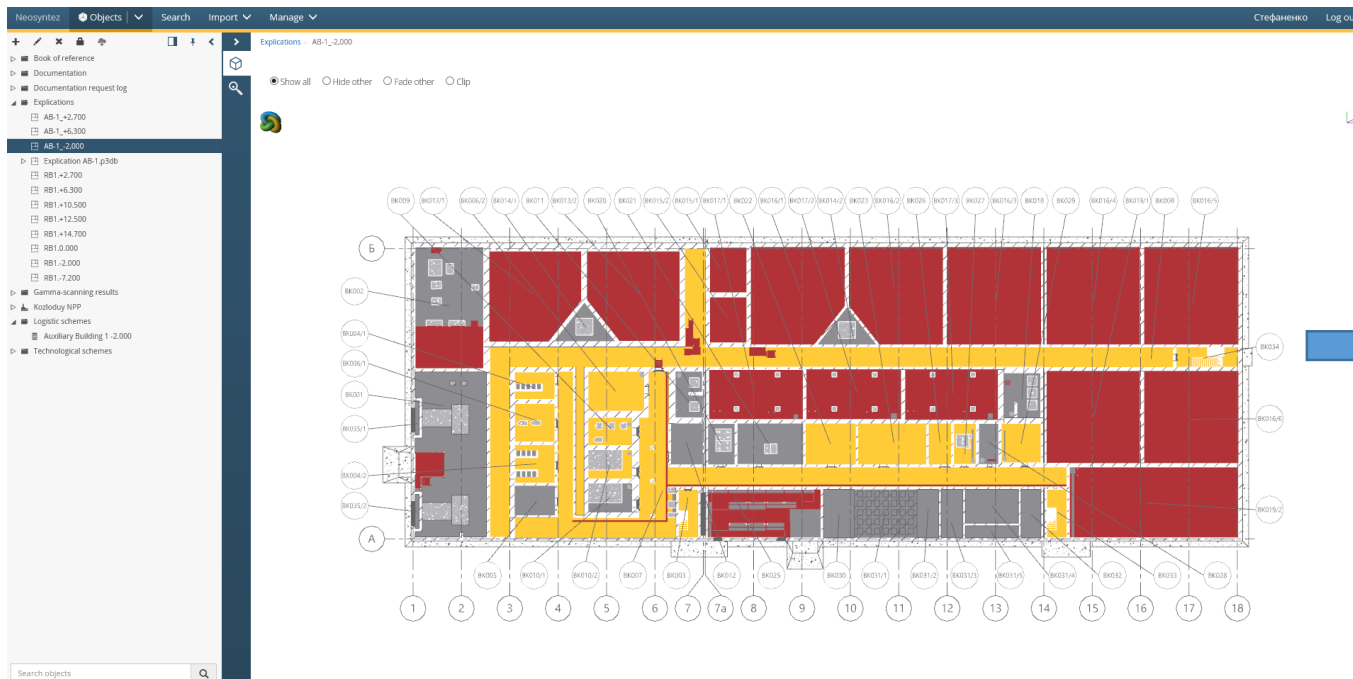 Neosyntez Objects Search Import Manage Стефаненко Log ou
Explications - AB-1_-2,000
Book of reference
Documentation
Documentation request log
Explications
AB-1_+2,700
AB-1_+6,300
AB-1_-2,000
Explication AB-1.p3db
RB1.+2.700
RB1.+6.300
RB1.+10.500
RB1.+12.500
RB1.+14.700
RB1.0.000
RB1.-2.000
RB1.-7.200
Gamma-scanning results
Kozloduy NPP
Logistic schemes
Auxiliary Building 1 -2.000
Technological schemes
Search objects
Show all Hide other Fade other Clip
BK009 BK013/1 BK006/2 BK014/1 BK011 BK013/2 BK020 BK021 BK015/2 BK015/1 BK017/1 BK022 BK016/1 BK017/2 BK014/2 BK023 BK016/2 BK026 BK017/3 BK027 BK016/3 BK018 BK029 BK016/4 BK019/1 BK008 BK016/5
Б
BK002
BK004/1
BK034
BK006/1
BK001
BK035/1
BK016/6
BK004/2
BK035/2
BK019/2
А
BK005 BK010/1 BK010/2 BK007 BK003 BK012 BK025 BK030 BK031/1 BK031/2 BK031/3 BK031/5 BK031/4 BK032 BK033 BK028
1 2 3 4 5 6 7 7a 8 9 10 11 12 13 14 15 16 17 18